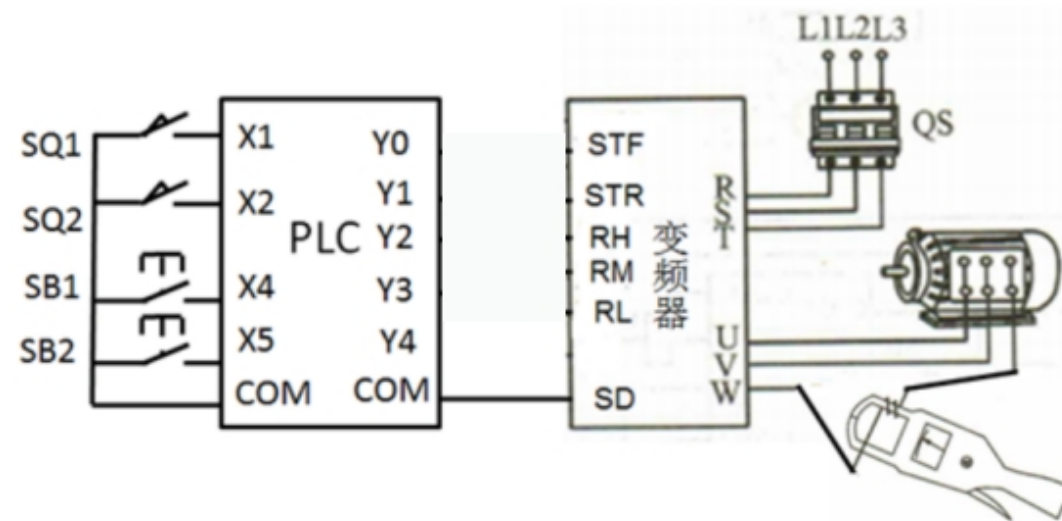 L1L2L3
QS
SQ1
X1
Y0
STF
SQ2
X2
Y1
STR
R
S
T
PLC
Y2
RH
变频器
SB1
X4
Y3
RM
SB2
X5
Y4
RL
U
V
W
COM
COM
SD